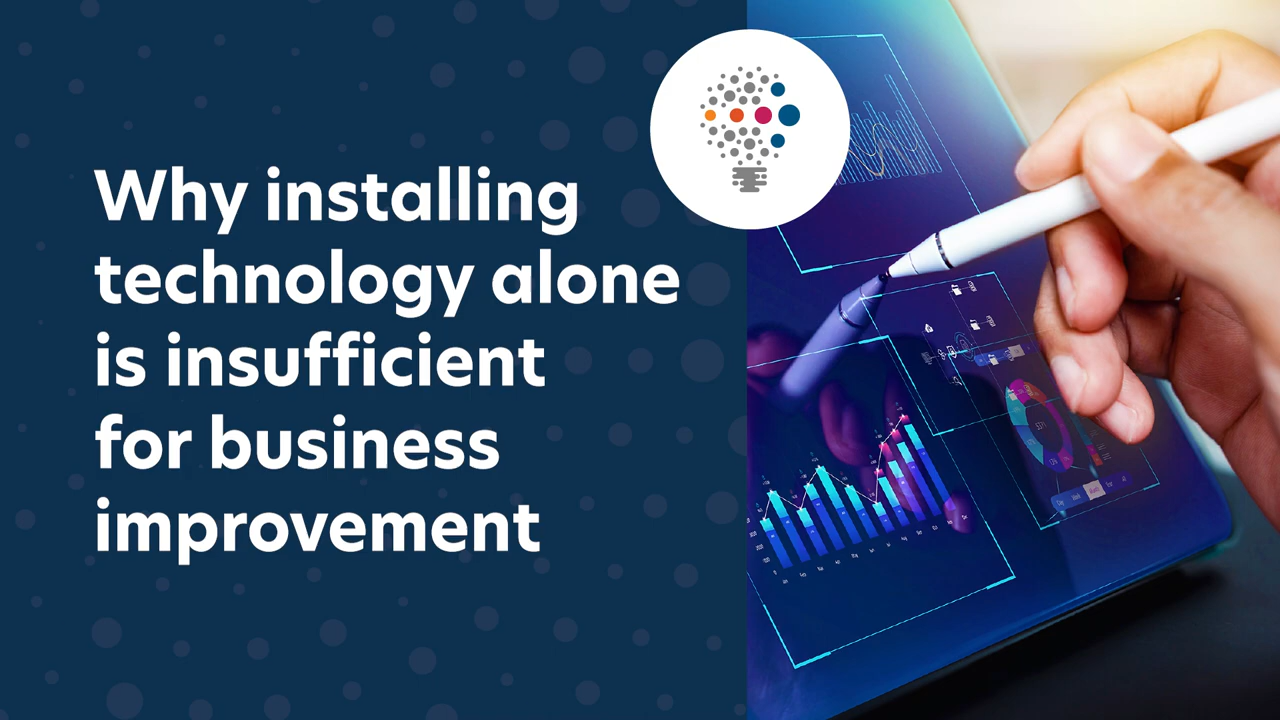 Why installing
technology alone
is insufficient
for business
improvement